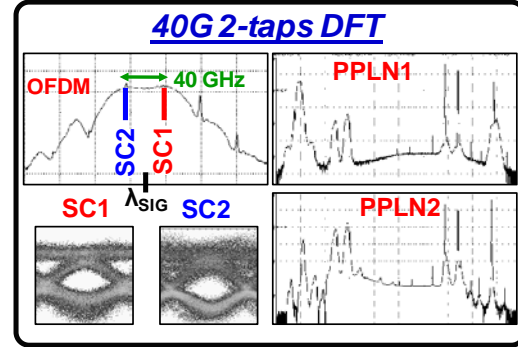 40G 2-taps DFT
OFDM
40 GHz
SC2
SC1
λSIG
SC1
SC2
PPLN1
PPLN2